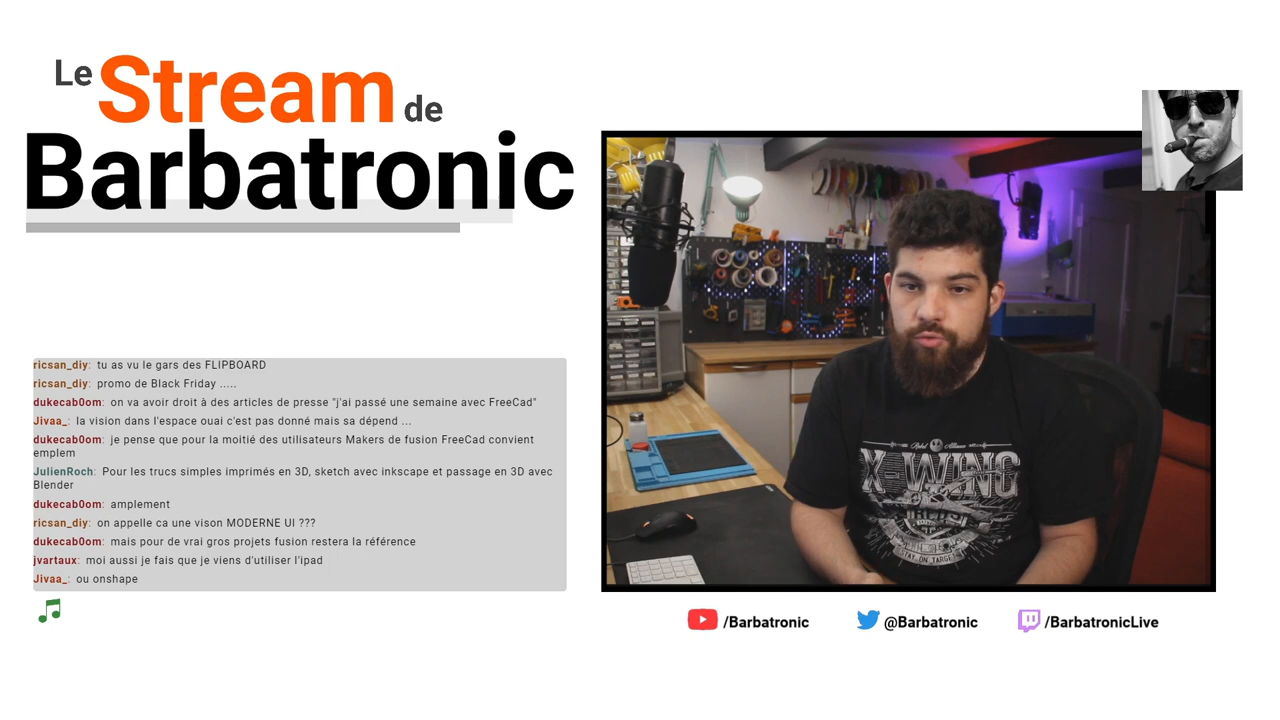 Le Stream de
Barbatronic
ricsan_diy: tu as vu le gars des FLIPBOARD
ricsan_diy: promo de Black Friday .....
dukecab0om: on va avoir droit à des articles de presse "j'ai passé une semaine avec FreeCad"
Jivaa_: la vision dans l'espace ouai c'est pas donné mais sa dépend ...
dukecab0om: je pense que pour la moitié des utilisateurs Makers de fusion FreeCad convient
emplem
JulienRoch: Pour les trucs simples imprimés en 3D, sketch avec inkscape et passage en 3D avec
Blender
dukecab0om: amplement
ricsan_diy: on appelle ca une vison MODERNE UI ???
dukecab0om: mais pour de vrai gros projets fusion restera la référence
jvartaux: moi aussi je fais que je viens d'utiliser l'ipad
Jivaa_: ou onshape
Rebel Alliance
X-WING
STAY ON TARGET
/Barbatronic
@Barbatronic
/BarbatronicLive